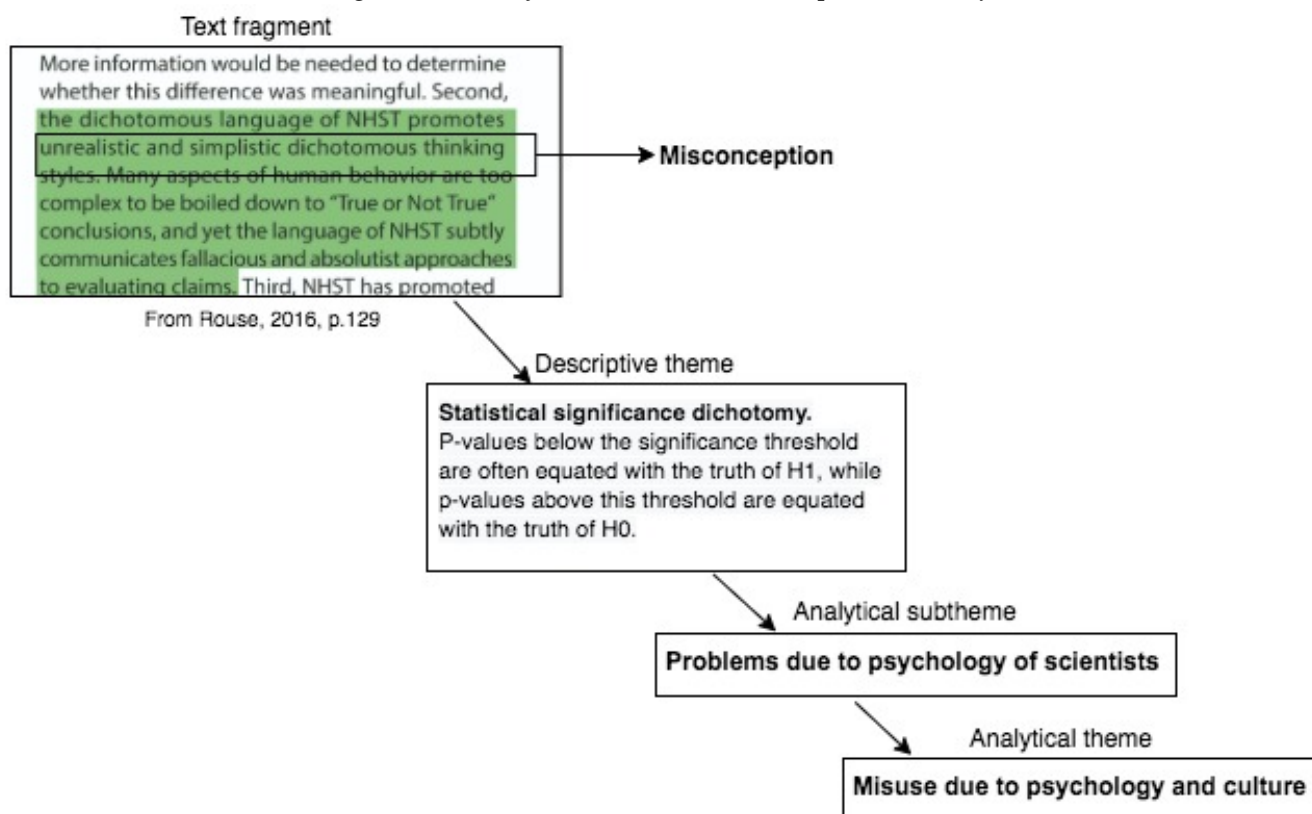 Text fragment
More information would be needed to determine
whether this difference was meaningful. Second,
the dichotomous language of NHST promotes
unrealistic and simplistic dichotomous thinking
styles. Many aspects of human behavior are too
complex to be boiled down to “True or Not True”
conclusions, and yet the language of NHST subtly
communicates fallacious and absolutist approaches
to evaluating claims. Third, NHST has promoted
Misconception
From Rouse, 2016, p.129
Descriptive theme
Statistical significance dichotomy.
P-values below the significance threshold
are often equated with the truth of H1, while
p-values above this threshold are equated
with the truth of H0.
Analytical subtheme
Problems due to psychology of scientists
Analytical theme
Misuse due to psychology and culture